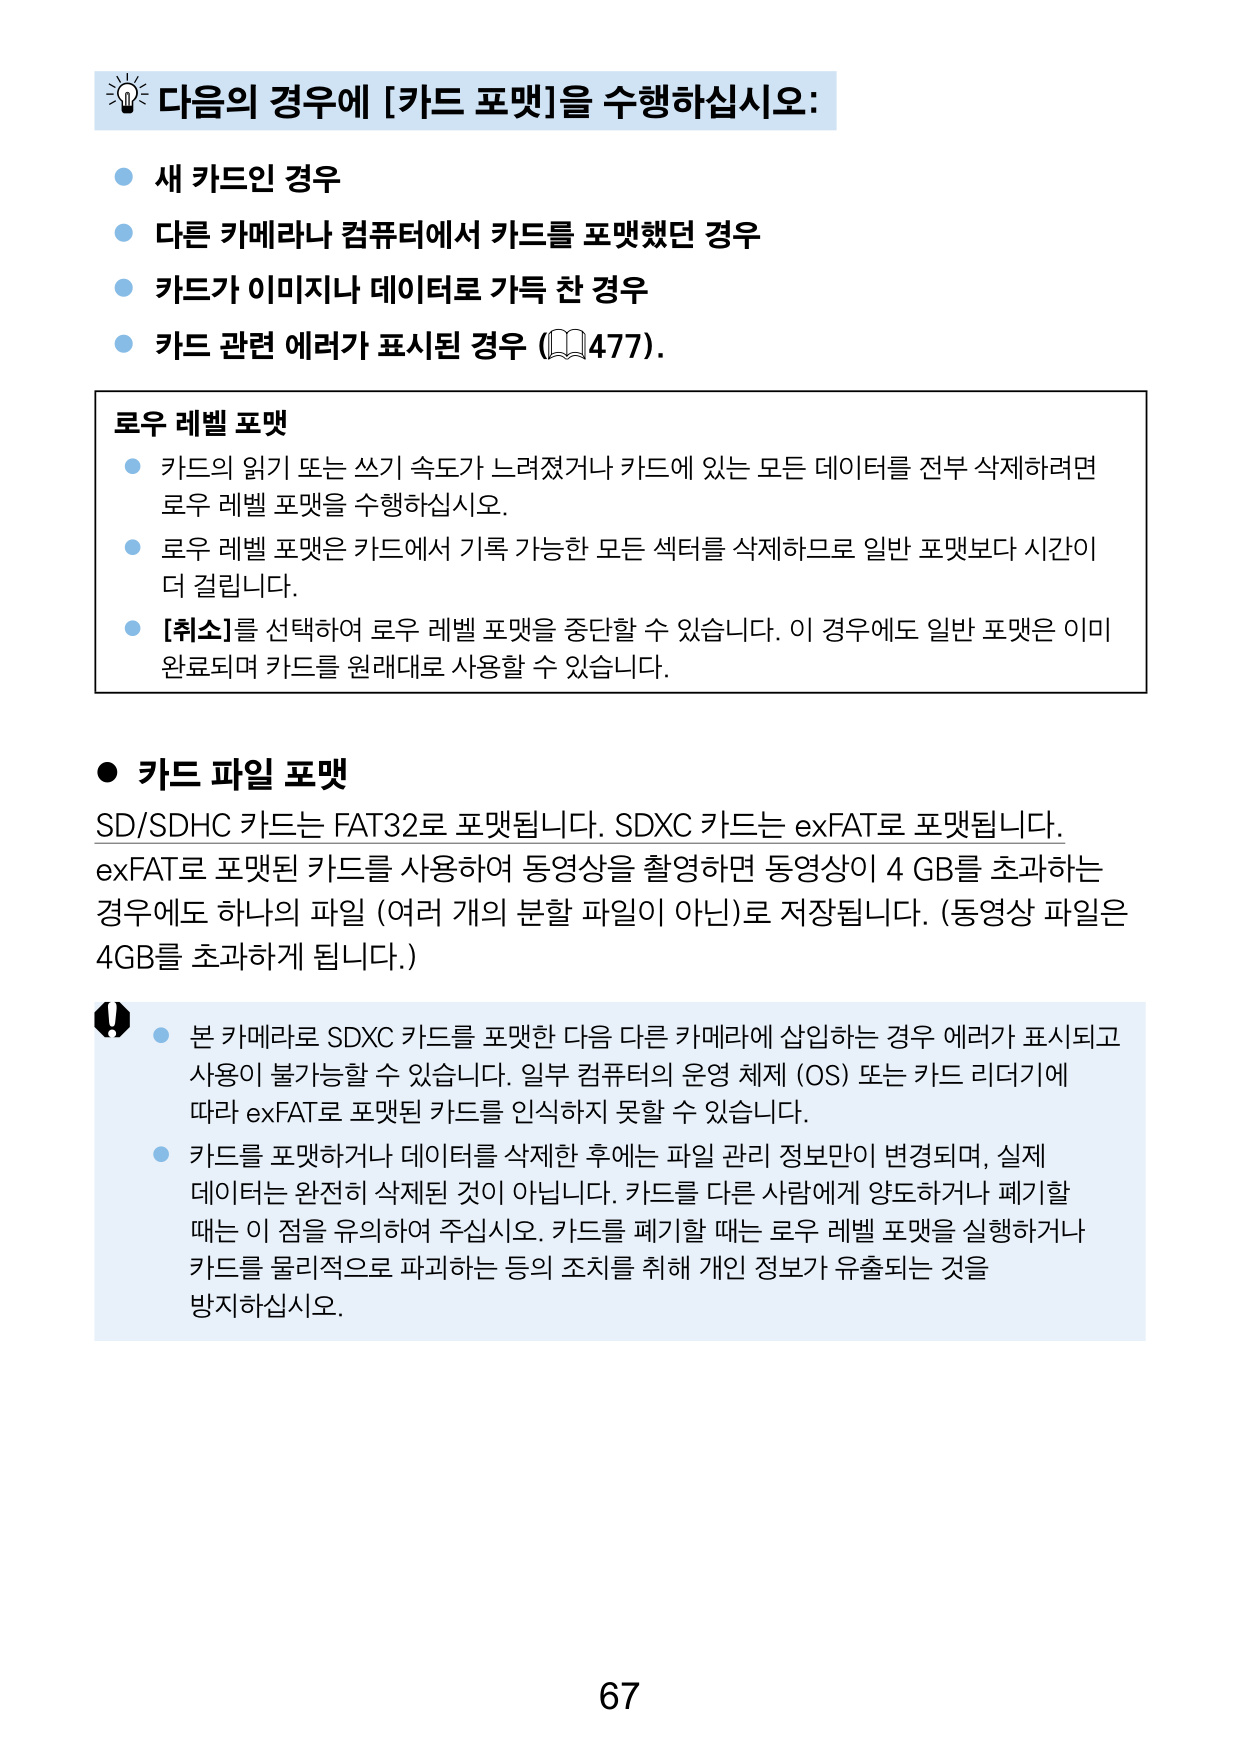 다음의 경우에 [카드 포맷]을 수행하십시오:
● 새 카드인 경우
● 다른 카메라나 컴퓨터에서 카드를 포맷했던 경우
● 카드가 이미지나 데이터로 가득 찬 경우
● 카드 관련 에러가 표시된 경우 (477).
로우 레벨 포맷
● 카드의 읽기 또는 쓰기 속도가 느려졌거나 카드에 있는 모든 데이터를 전부 삭제하려면
로우 레벨 포맷을 수행하십시오.
● 로우 레벨 포맷은 카드에서 기록 가능한 모든 섹터를 삭제하므로 일반 포맷보다 시간이
더 걸립니다.
● [취소]를 선택하여 로우 레벨 포맷을 중단할 수 있습니다. 이 경우에도 일반 포맷은 이미
완료되며 카드를 원래대로 사용할 수 있습니다.
● 카드 파일 포맷
SD/SDHC 카드는 FAT32로 포맷됩니다. SDXC 카드는 exFAT로 포맷됩니다.
exFAT로 포맷된 카드를 사용하여 동영상을 촬영하면 동영상이 4 GB를 초과하는
경우에도 하나의 파일 (여러 개의 분할 파일이 아닌)로 저장됩니다. (동영상 파일은
4GB를 초과하게 됩니다.)
● 본 카메라로 SDXC 카드를 포맷한 다음 다른 카메라에 삽입하는 경우 에러가 표시되고
사용이 불가능할 수 있습니다. 일부 컴퓨터의 운영 체제 (OS) 또는 카드 리더기에
따라 exFAT로 포맷된 카드를 인식하지 못할 수 있습니다.
● 카드를 포맷하거나 데이터를 삭제한 후에는 파일 관리 정보만이 변경되며, 실제
데이터는 완전히 삭제된 것이 아닙니다. 카드를 다른 사람에게 양도하거나 폐기할
때는 이 점을 유의하여 주십시오. 카드를 폐기할 때는 로우 레벨 포맷을 실행하거나
카드를 물리적으로 파괴하는 등의 조치를 취해 개인 정보가 유출되는 것을
방지하십시오.
67